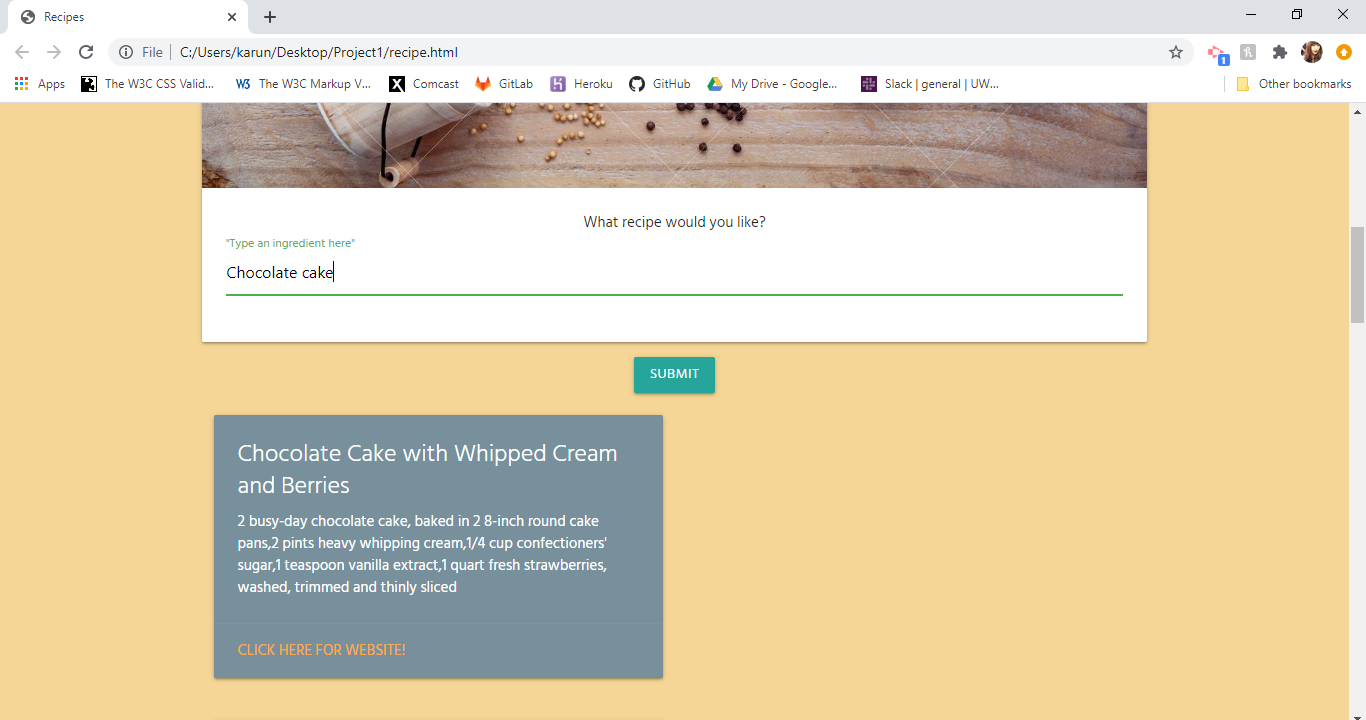 Recipes
File
C:/Users/karun/Desktop/Project1/recipe.html
1
Apps
The W3C CSS Valid...
W3
The W3C Markup V...
X
Comcast
GitLab
Heroku
GitHub
My Drive - Google...
Slack | general | UW...
Other bookmarks
What recipe would you like?
"Type an ingredient here"
Chocolate cake
SUBMIT
Chocolate Cake with Whipped Cream
and Berries
2 busy-day chocolate cake, baked in 2 8-inch round cake
pans,2 pints heavy whipping cream,1/4 cup confectioners'
sugar,1 teaspoon vanilla extract,1 quart fresh strawberries,
washed, trimmed and thinly sliced
CLICK HERE FOR WEBSITE!